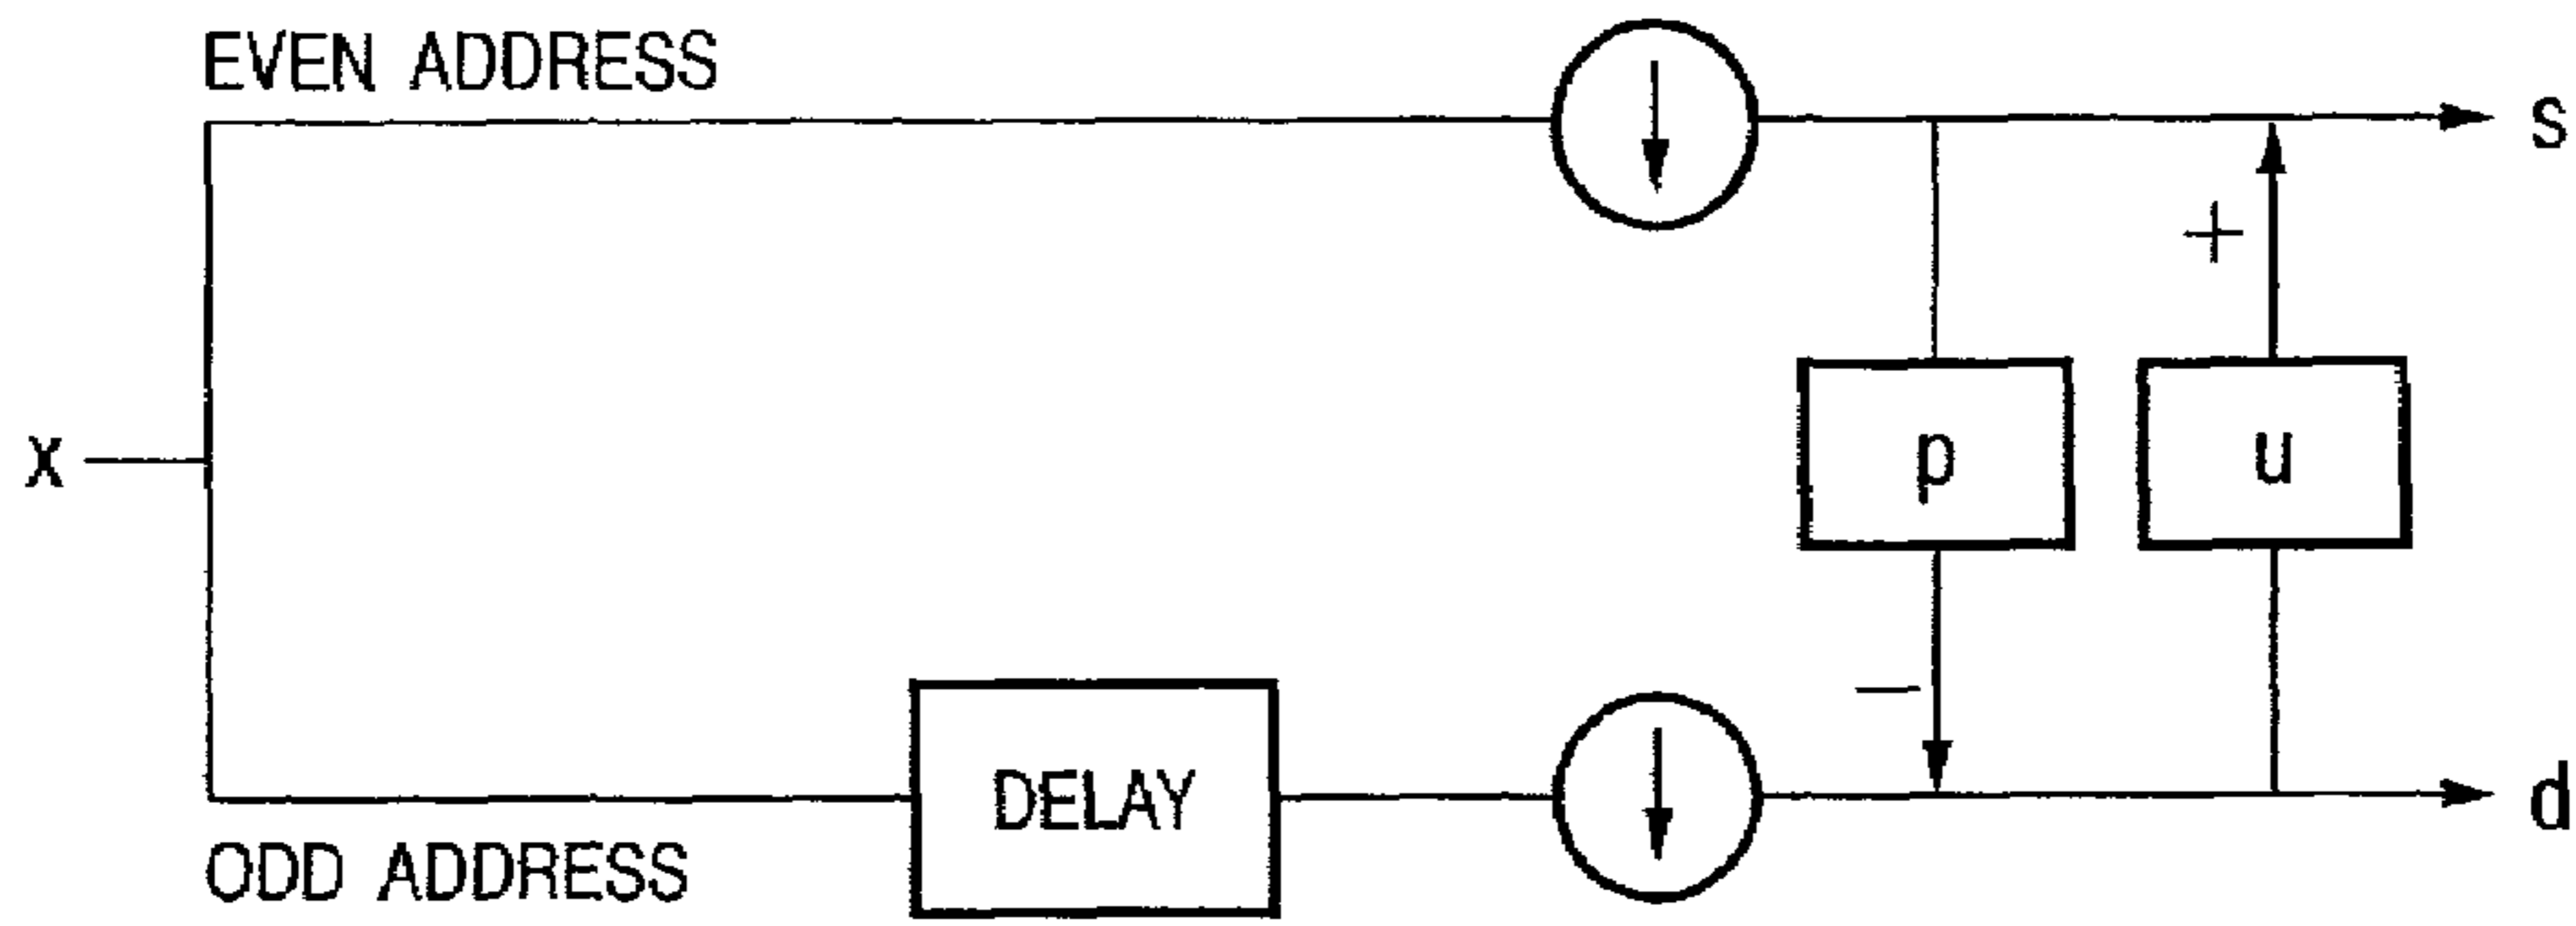 EVEN ADDRESS
s
+
x
p
u
−
DELAY
d
ODD ADDRESS